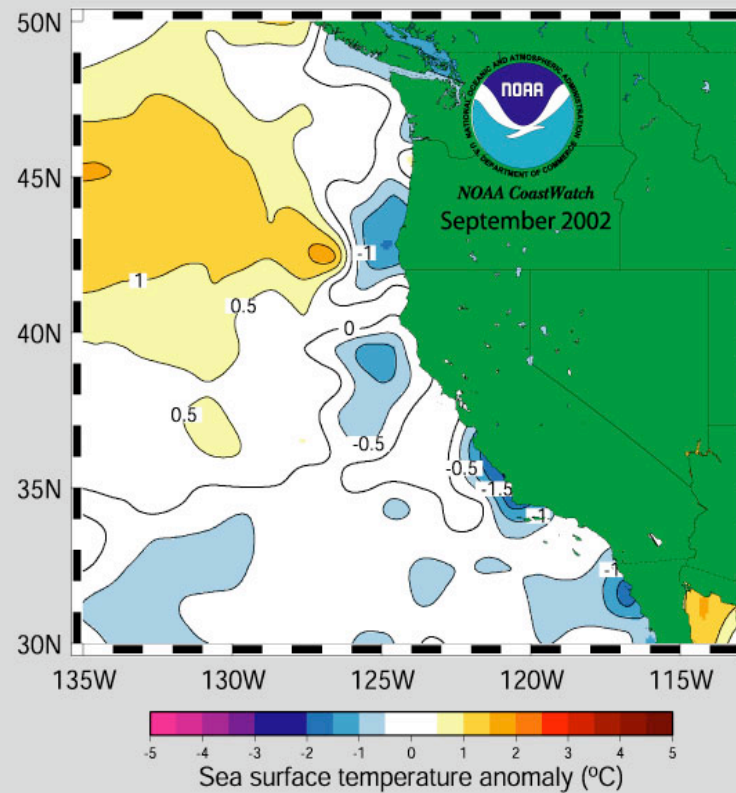 50N
45N
40N
35N
30N
135W 130W 125W 120W 115W
NATIONAL OCEANIC AND ATMOSPHERIC ADMINISTRATION
NOAA
U.S. DEPARTMENT OF COMMERCE
NOAA CoastWatch
September 2002
-1
1
0.5
0
0.5
-0.5
-0.5
-1.5
-1
-1
-5 -4 -3 -2 -1 0 1 2 3 4 5
Sea surface temperature anomaly (ºC)